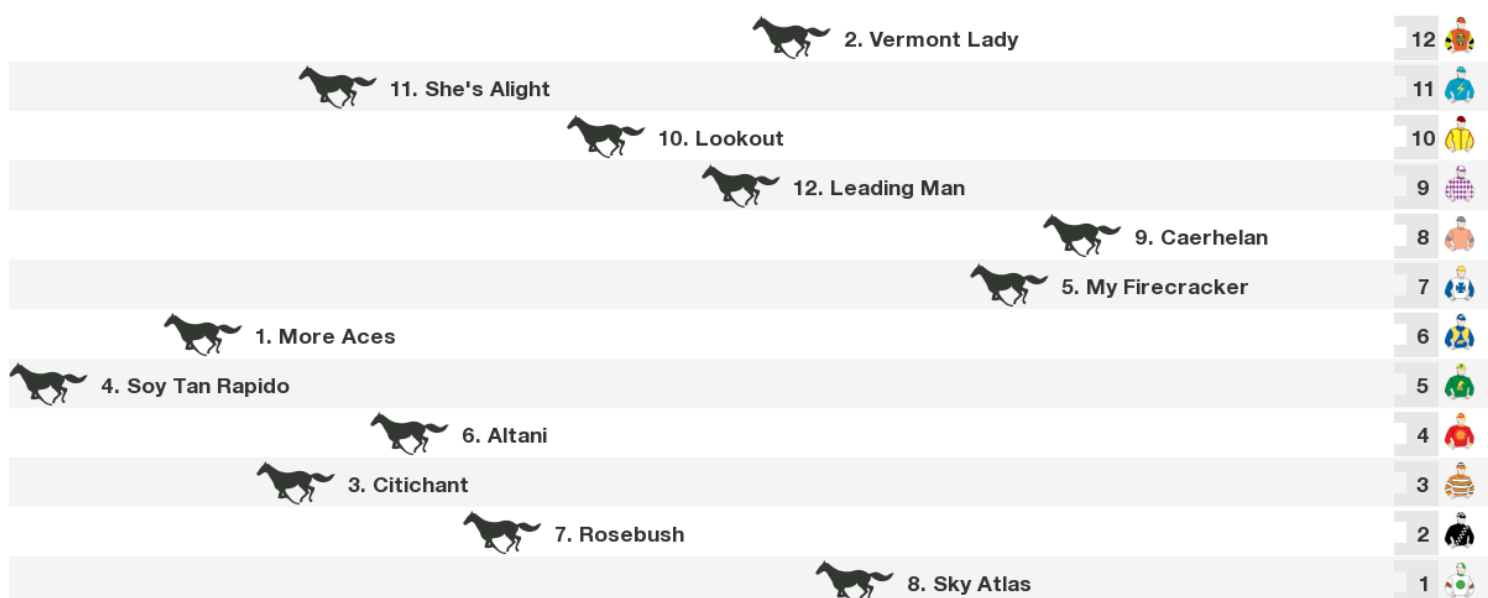 2. Vermont Lady 12
11. She's Alight 11
10. Lookout 10
12. Leading Man 9
9. Caerhelan 8
5. My Firecracker 7
1. More Aces 6
4. Soy Tan Rapido 5
6. Altani 4
3. Citichant 3
7. Rosebush 2
8. Sky Atlas 1